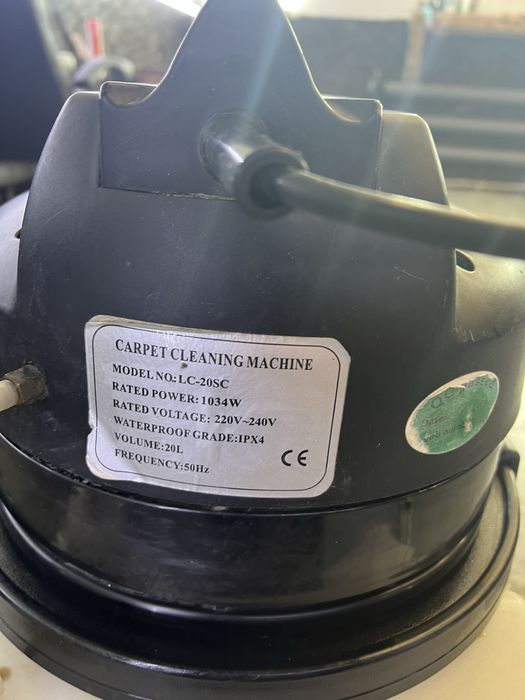 CARPET CLEANING MACHINE
MODEL NO: LC-20SC
RATED POWER: 1034W
RATED VOLTAGE: 220V~240V
WATERPROOF GRADE:IPX4
VOLUME:20L
FREQUENCY:50Hz
CE